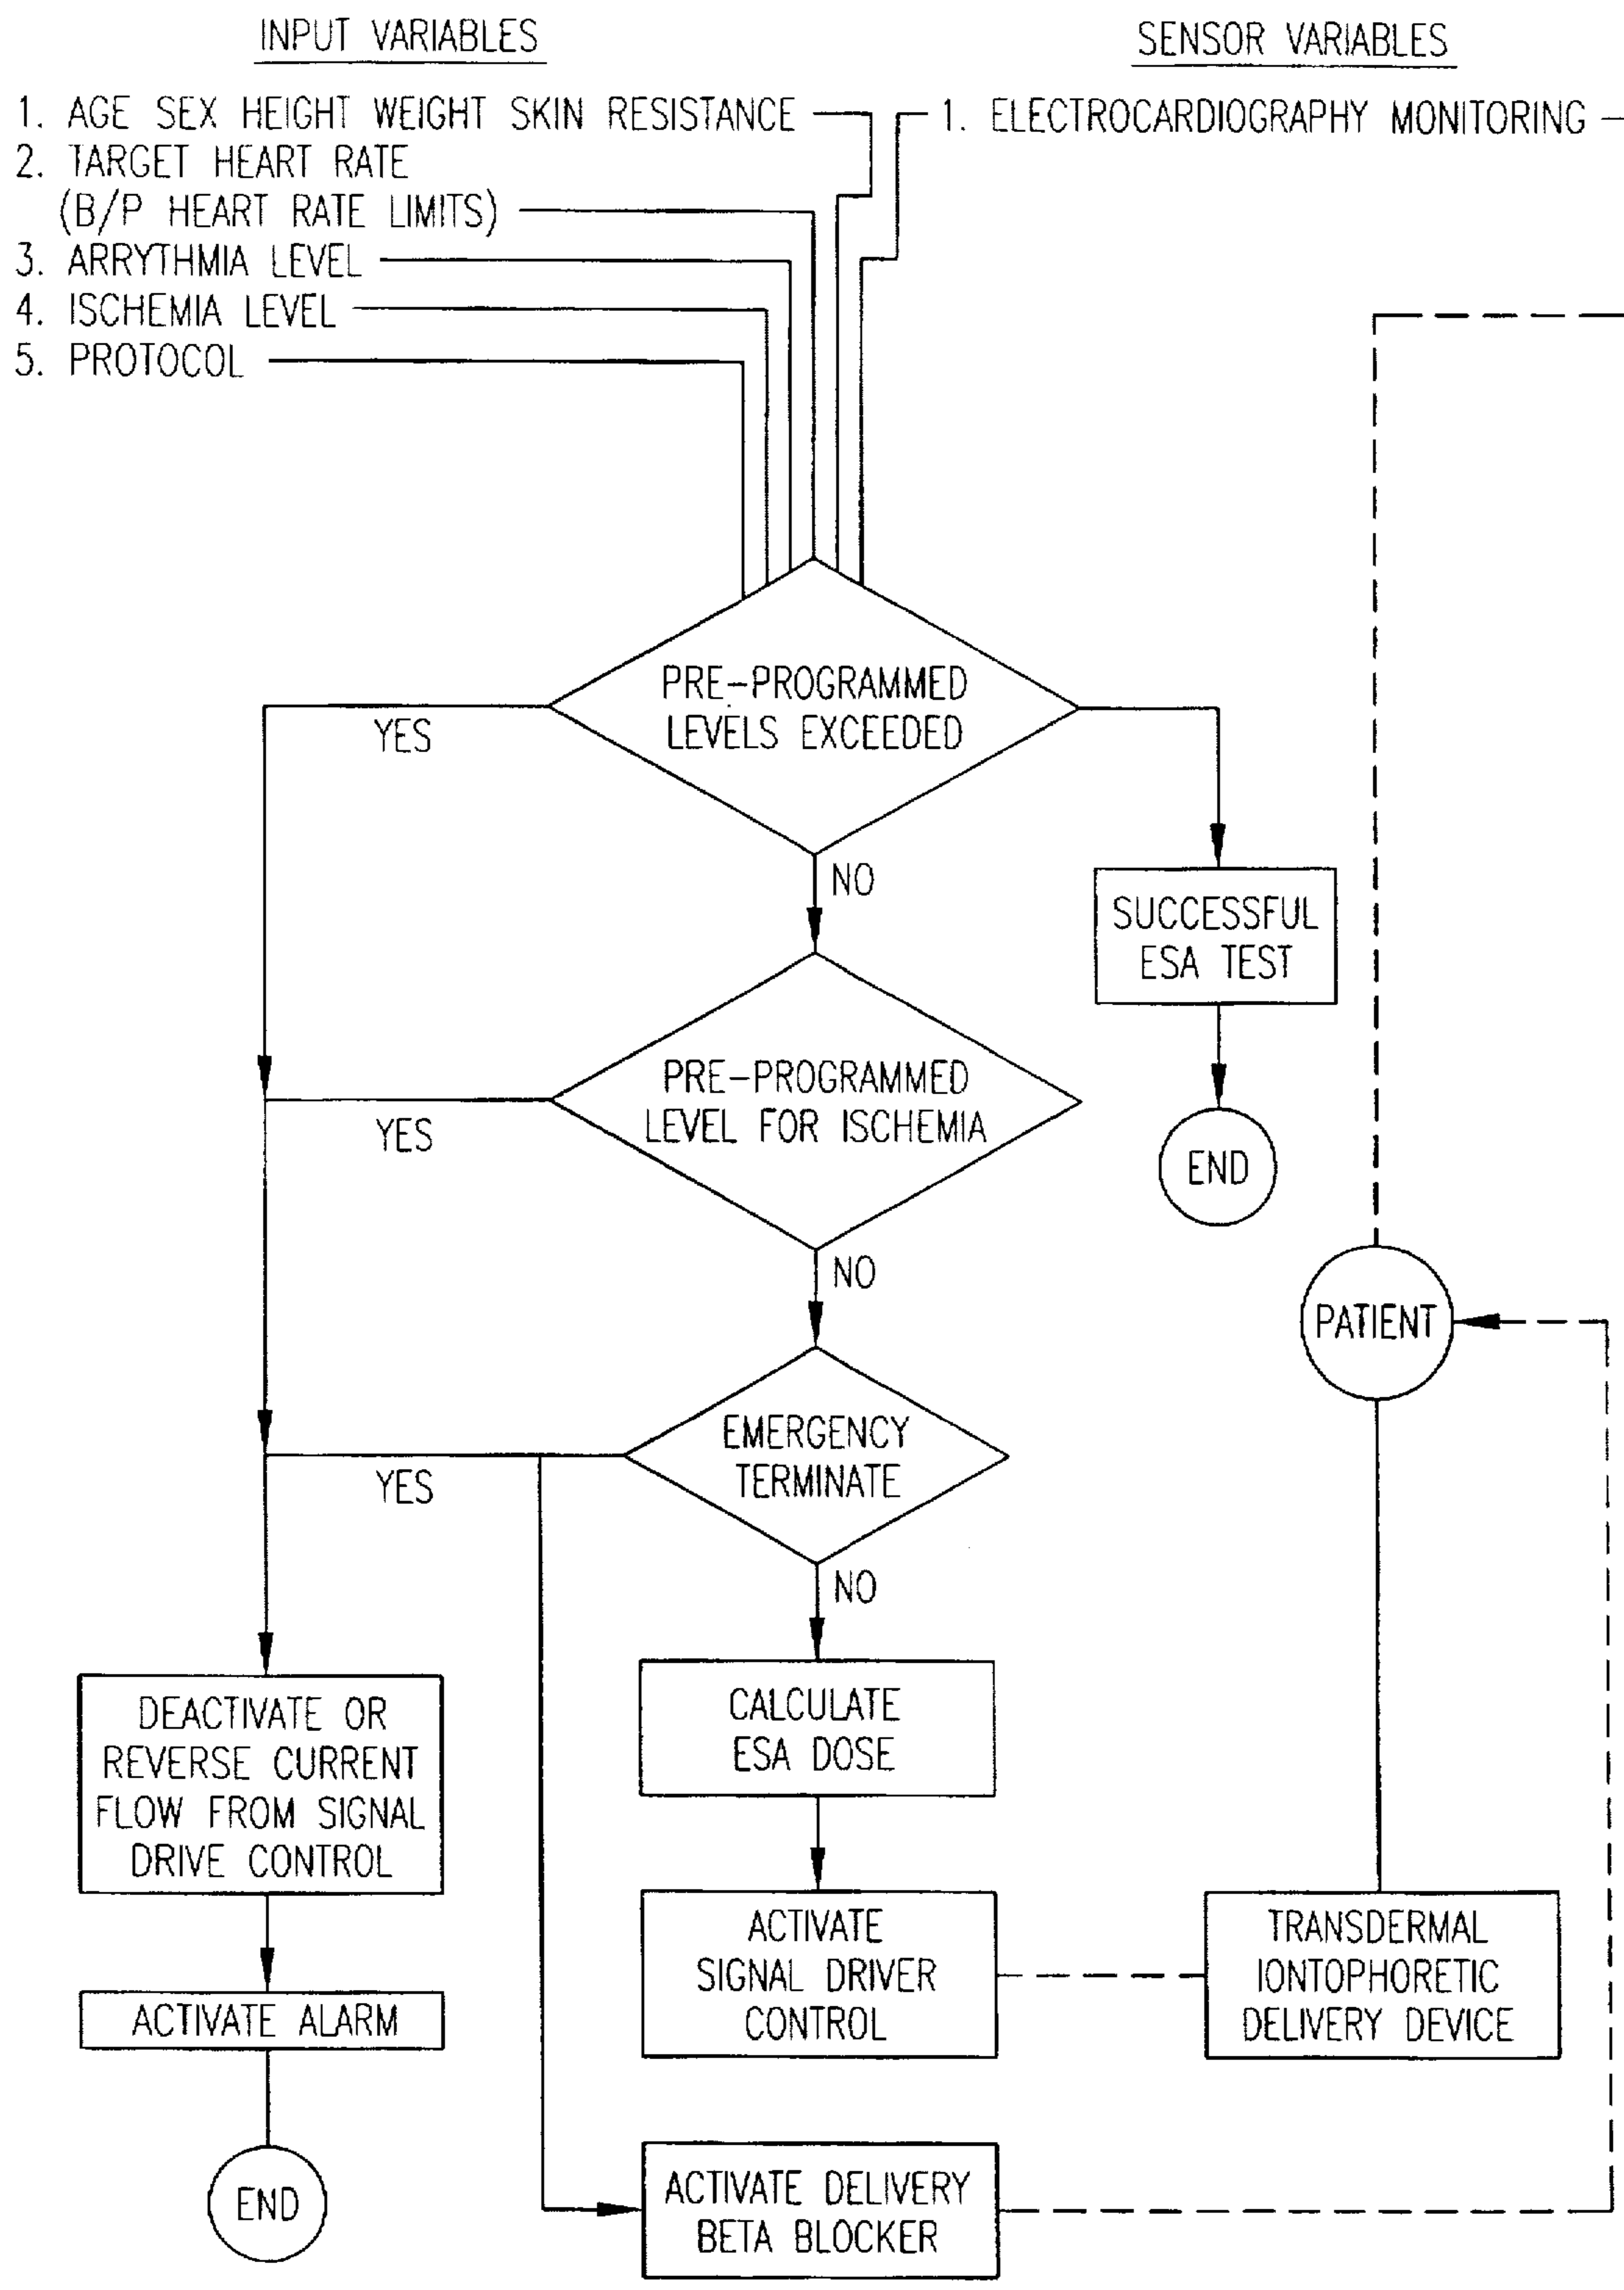 INPUT VARIABLES
SENSOR VARIABLES
1. AGE SEX HEIGHT WEIGHT SKIN RESISTANCE
1. ELECTROCARDIOGRAPHY MONITORING
2. TARGET HEART RATE
(B/P HEART RATE LIMITS)
3. ARRYTHMIA LEVEL
4. ISCHEMIA LEVEL
5. PROTOCOL
PRE-PROGRAMMED
LEVELS EXCEEDED
YES
NO
SUCCESSFUL
ESA TEST
END
PRE-PROGRAMMED
LEVEL FOR ISCHEMIA
YES
NO
PATIENT
EMERGENCY
TERMINATE
YES
NO
DEACTIVATE OR
REVERSE CURRENT
FLOW FROM SIGNAL
DRIVE CONTROL
CALCULATE
ESA DOSE
ACTIVATE
SIGNAL DRIVER
CONTROL
TRANSDERMAL
IONTOPHORETIC
DELIVERY DEVICE
ACTIVATE ALARM
END
ACTIVATE DELIVERY
BETA BLOCKER